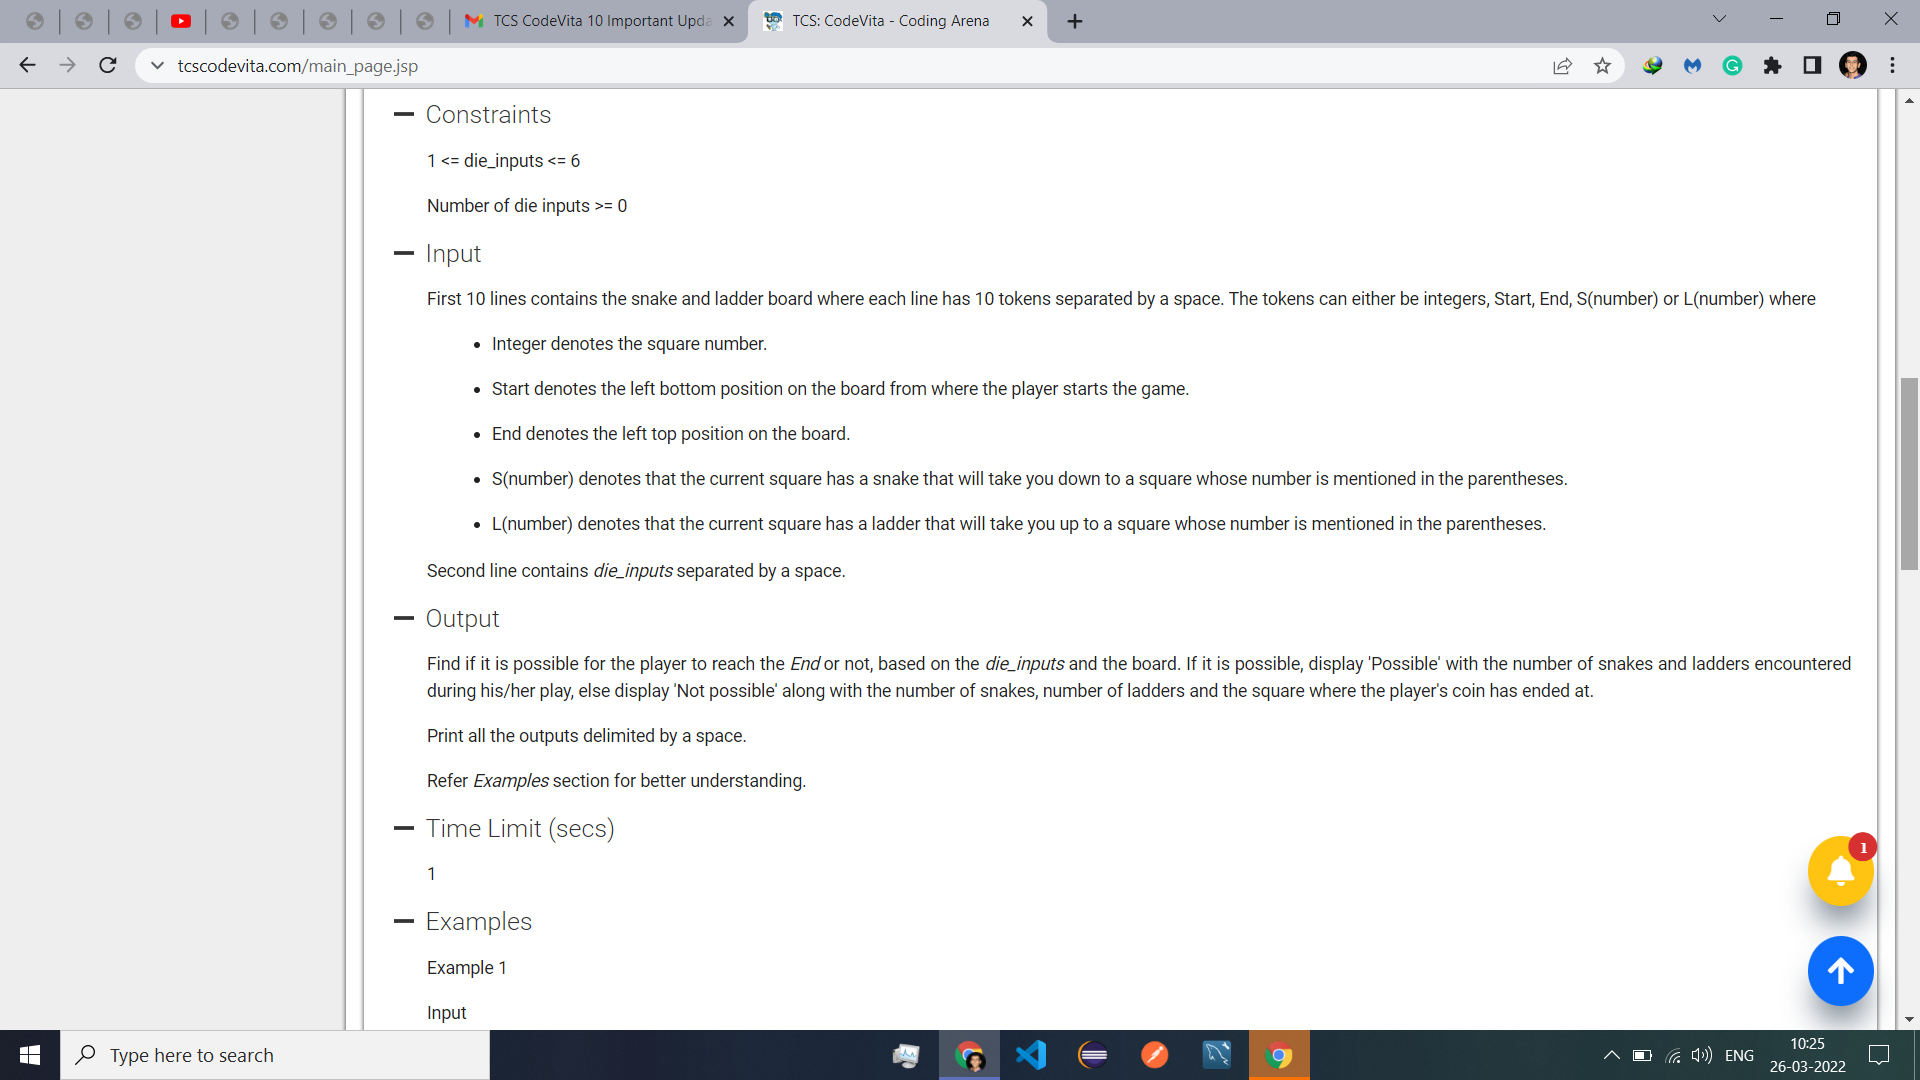 TCS CodeVita 10 Important Upda
TCS: CodeVita - Coding Arena
tcscodevita.com/main_page.jsp
Constraints
1 <= die_inputs <= 6
Number of die inputs >= 0
Input
First 10 lines contains the snake and ladder board where each line has 10 tokens separated by a space. The tokens can either be integers, Start, End, S(number) or L(number) where
• Integer denotes the square number.
• Start denotes the left bottom position on the board from where the player starts the game.
• End denotes the left top position on the board.
• S(number) denotes that the current square has a snake that will take you down to a square whose number is mentioned in the parentheses.
• L(number) denotes that the current square has a ladder that will take you up to a square whose number is mentioned in the parentheses.
Second line contains die_inputs separated by a space.
Output
Find if it is possible for the player to reach the End or not, based on the die_inputs and the board. If it is possible, display 'Possible' with the number of snakes and ladders encountered
during his/her play, else display 'Not possible' along with the number of snakes, number of ladders and the square where the player's coin has ended at.
Print all the outputs delimited by a space.
Refer Examples section for better understanding.
Time Limit (secs)
1
1
Examples
Example 1
Input
Type here to search
ENG
10:25
26-03-2022